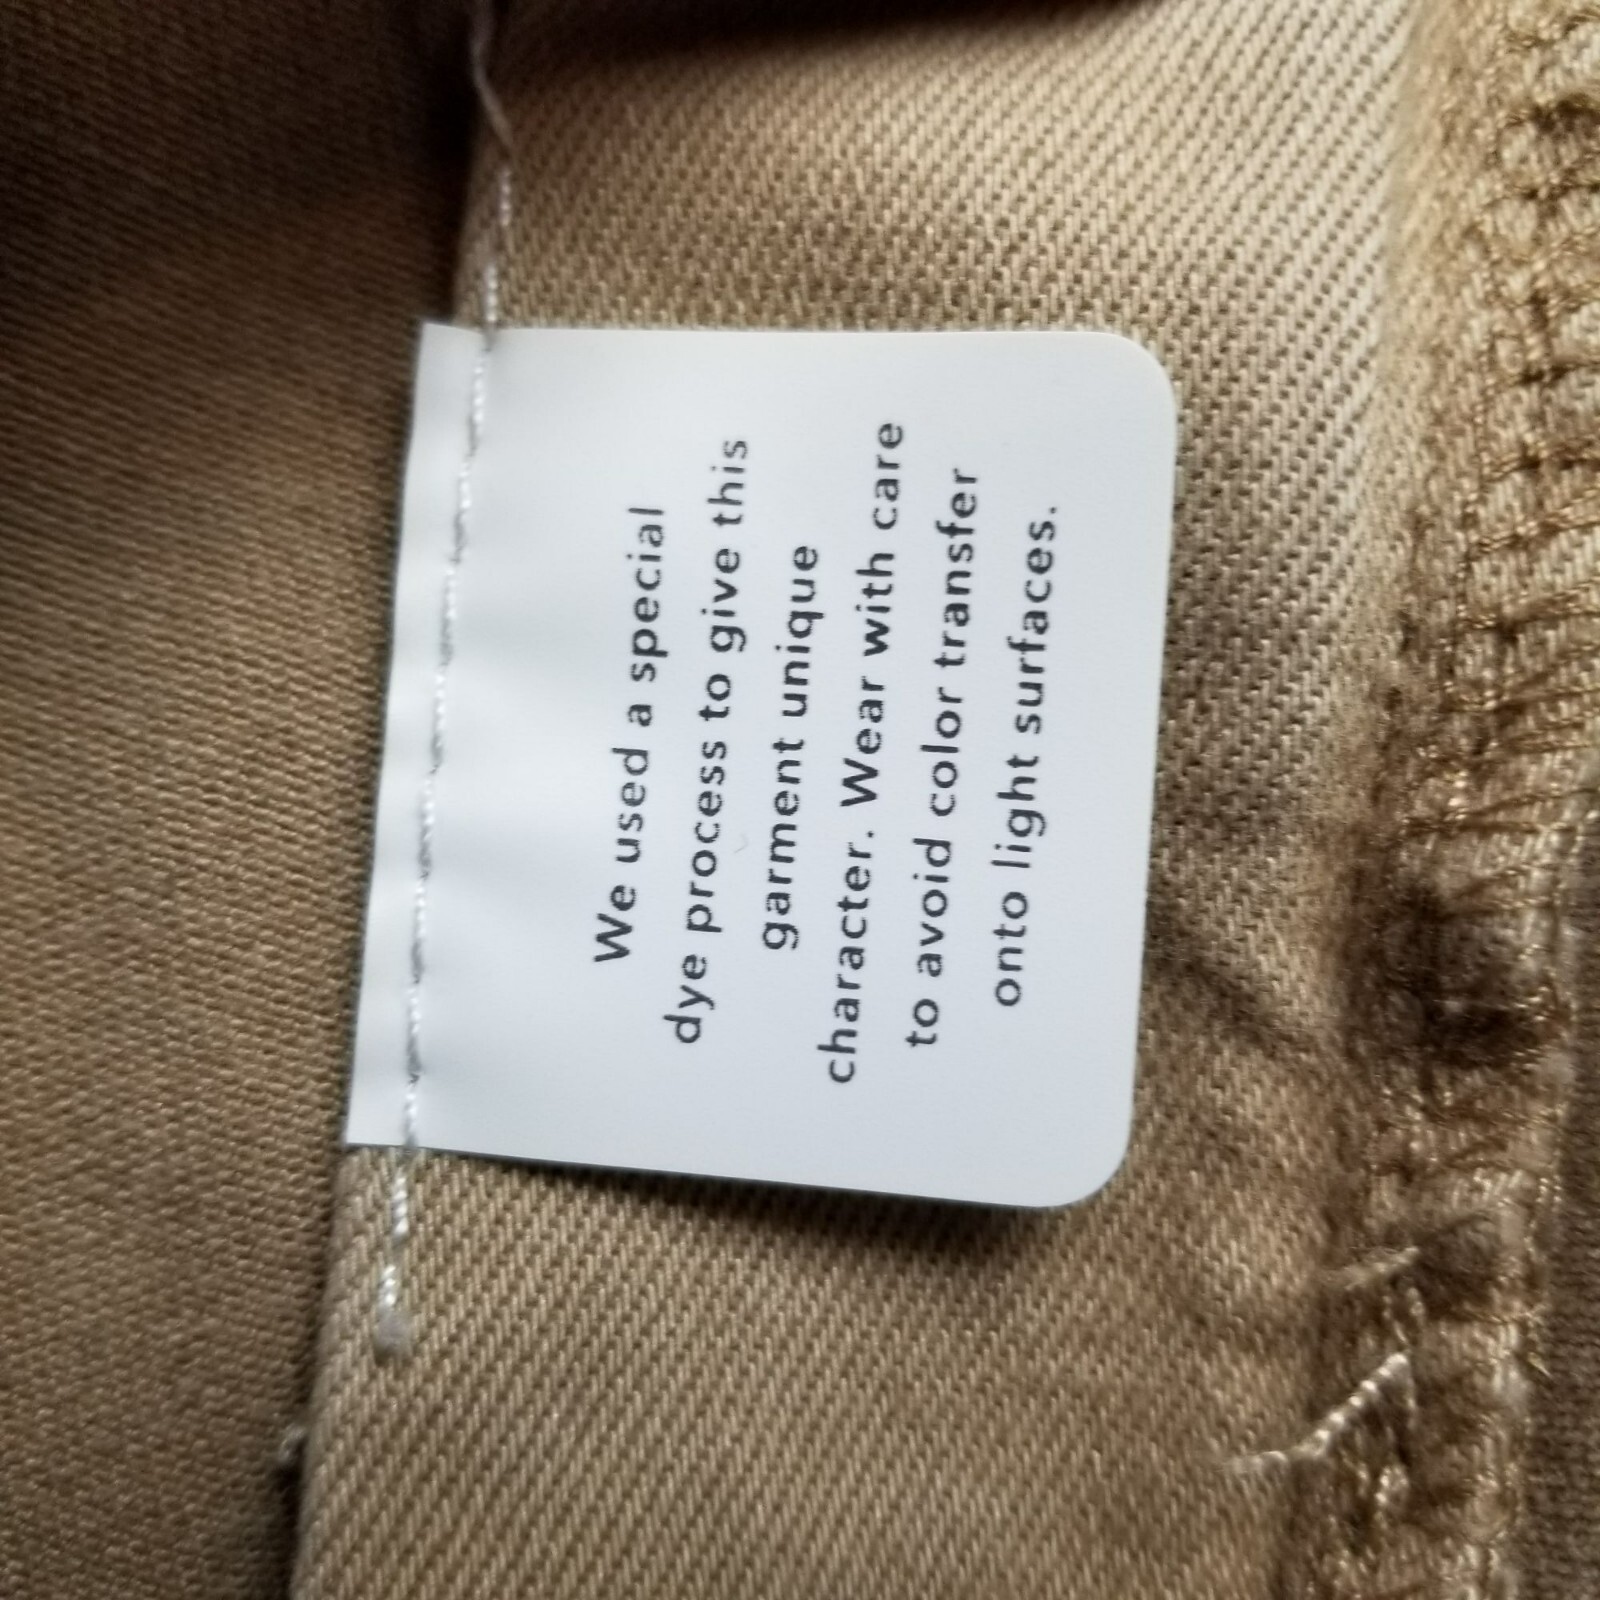 We used a special
dye process to give this
garment unique
character. Wear with care
to avoid color transfer
onto light surfaces.